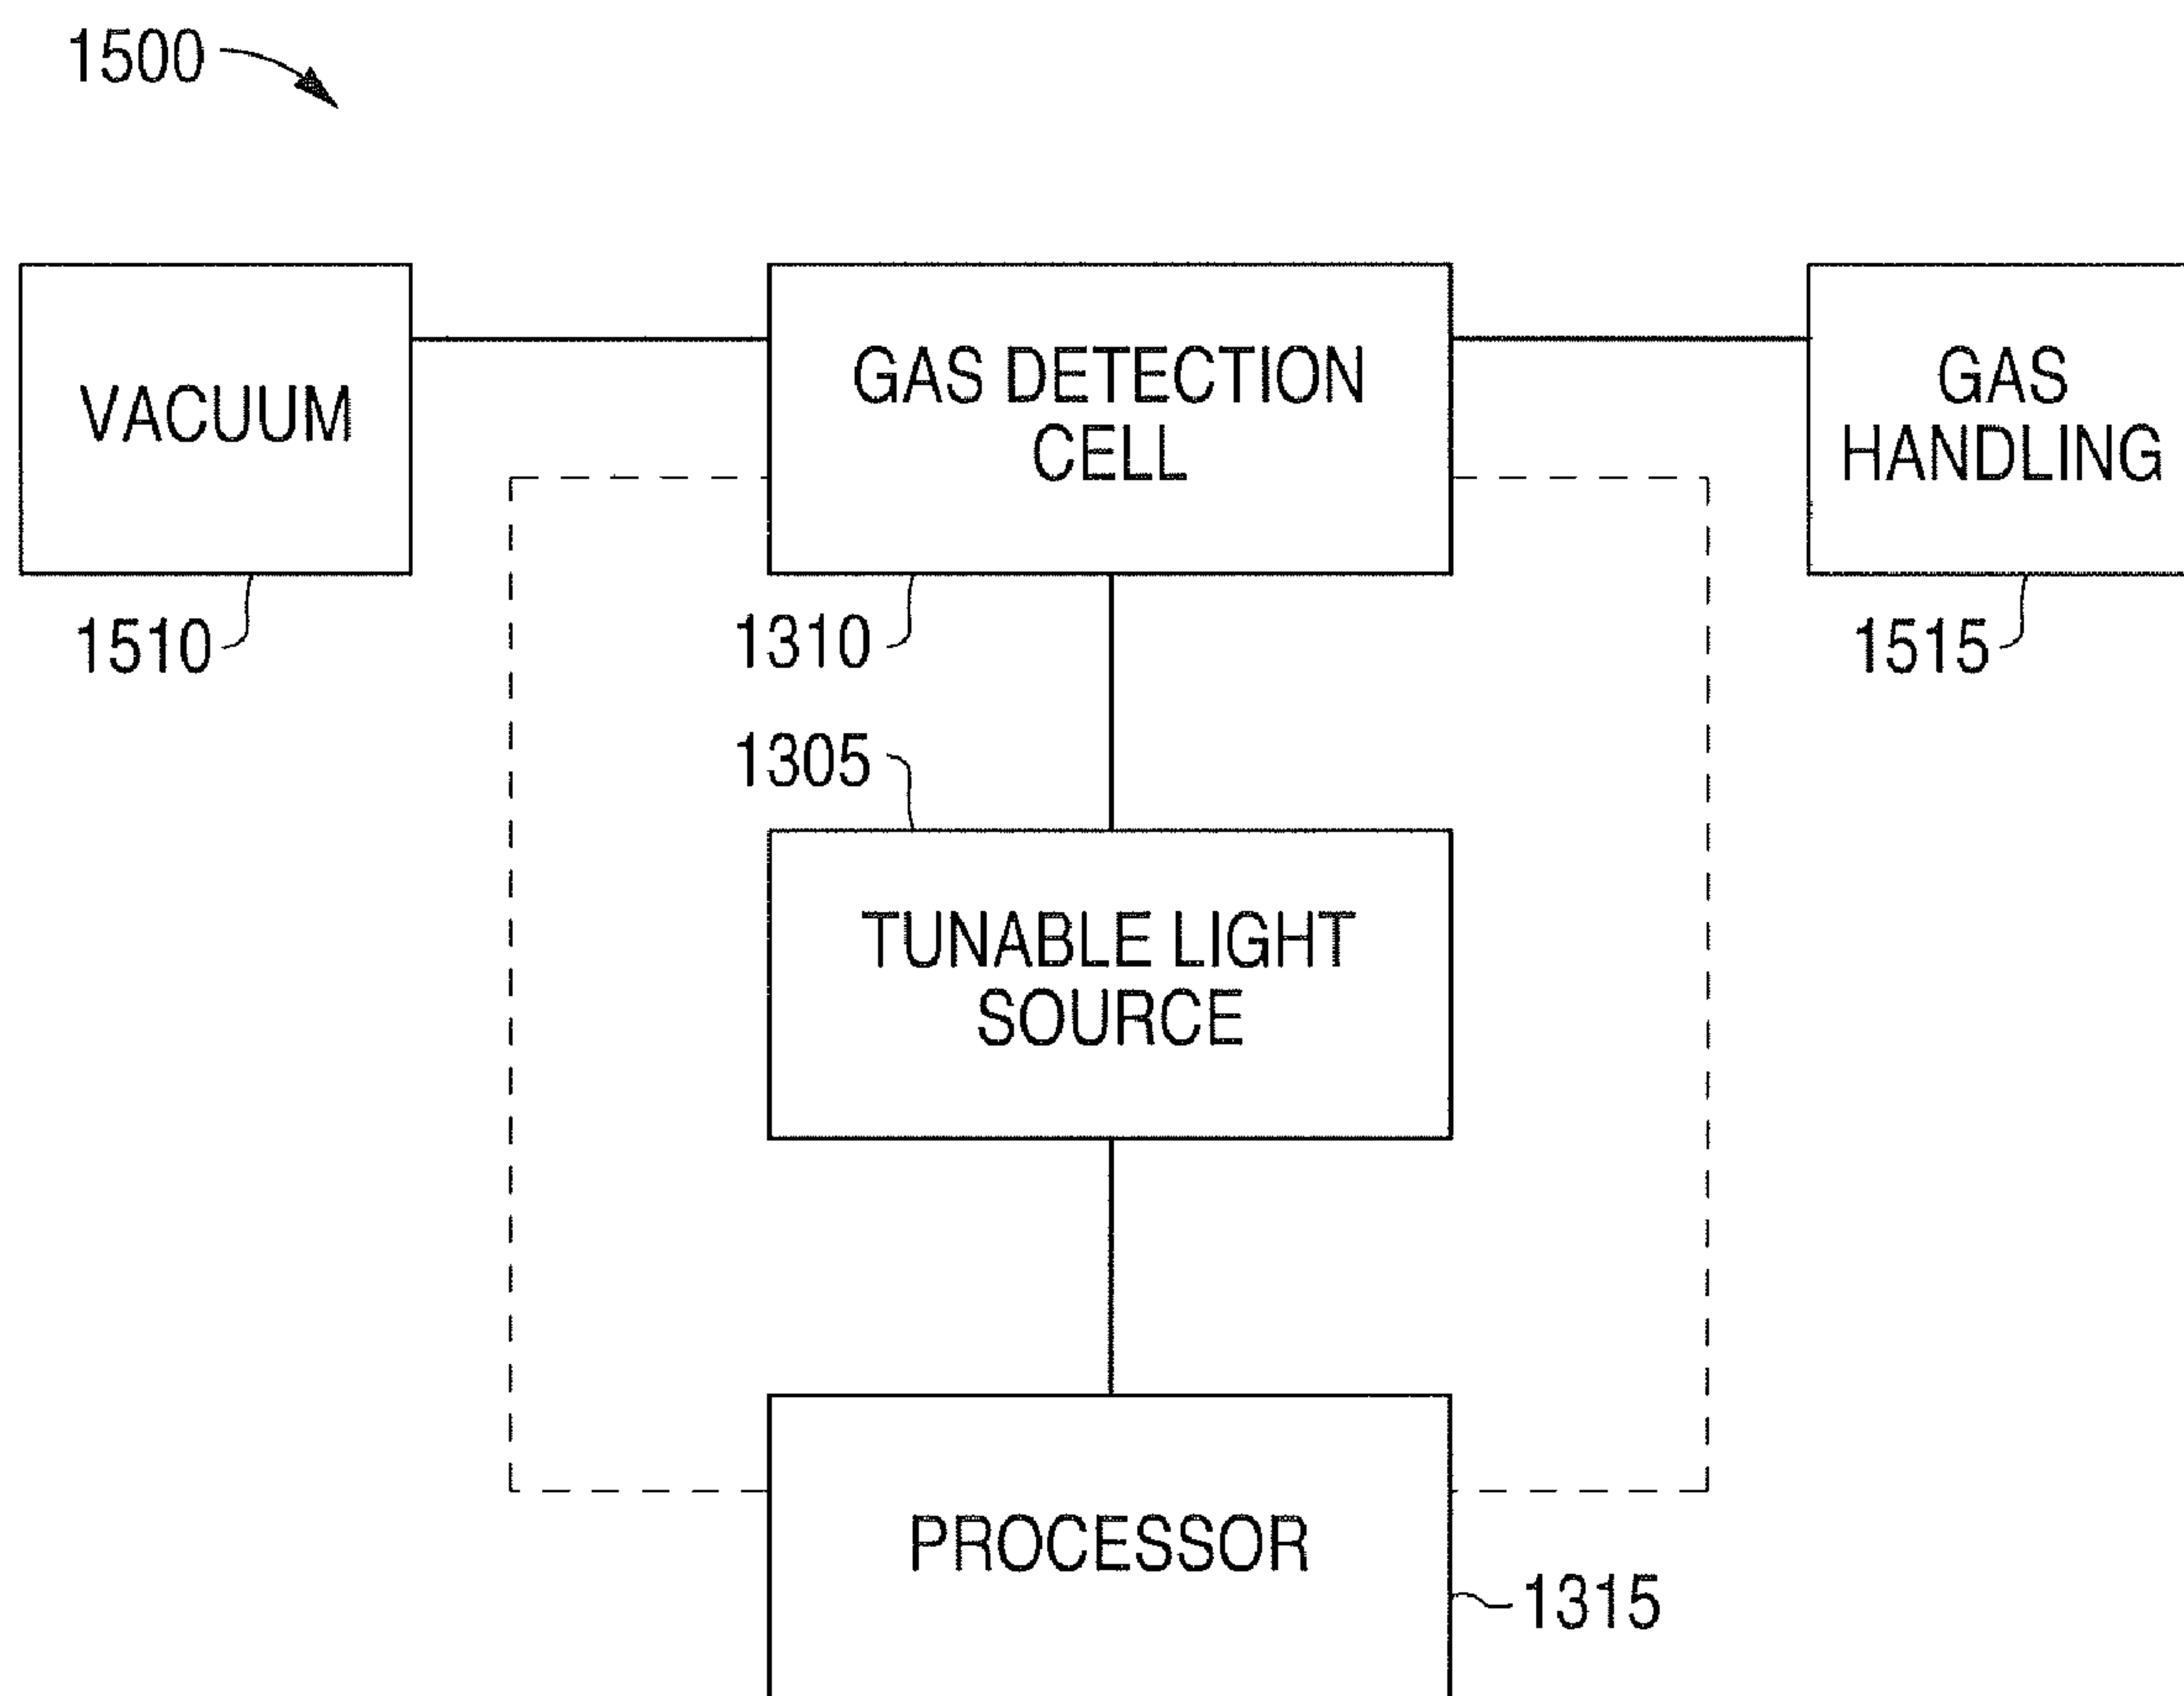 1500
VACUUM
GAS DETECTION
CELL
GAS
HANDLING
1510
1310
1515
1305
TUNABLE LIGHT
SOURCE
PROCESSOR
1315